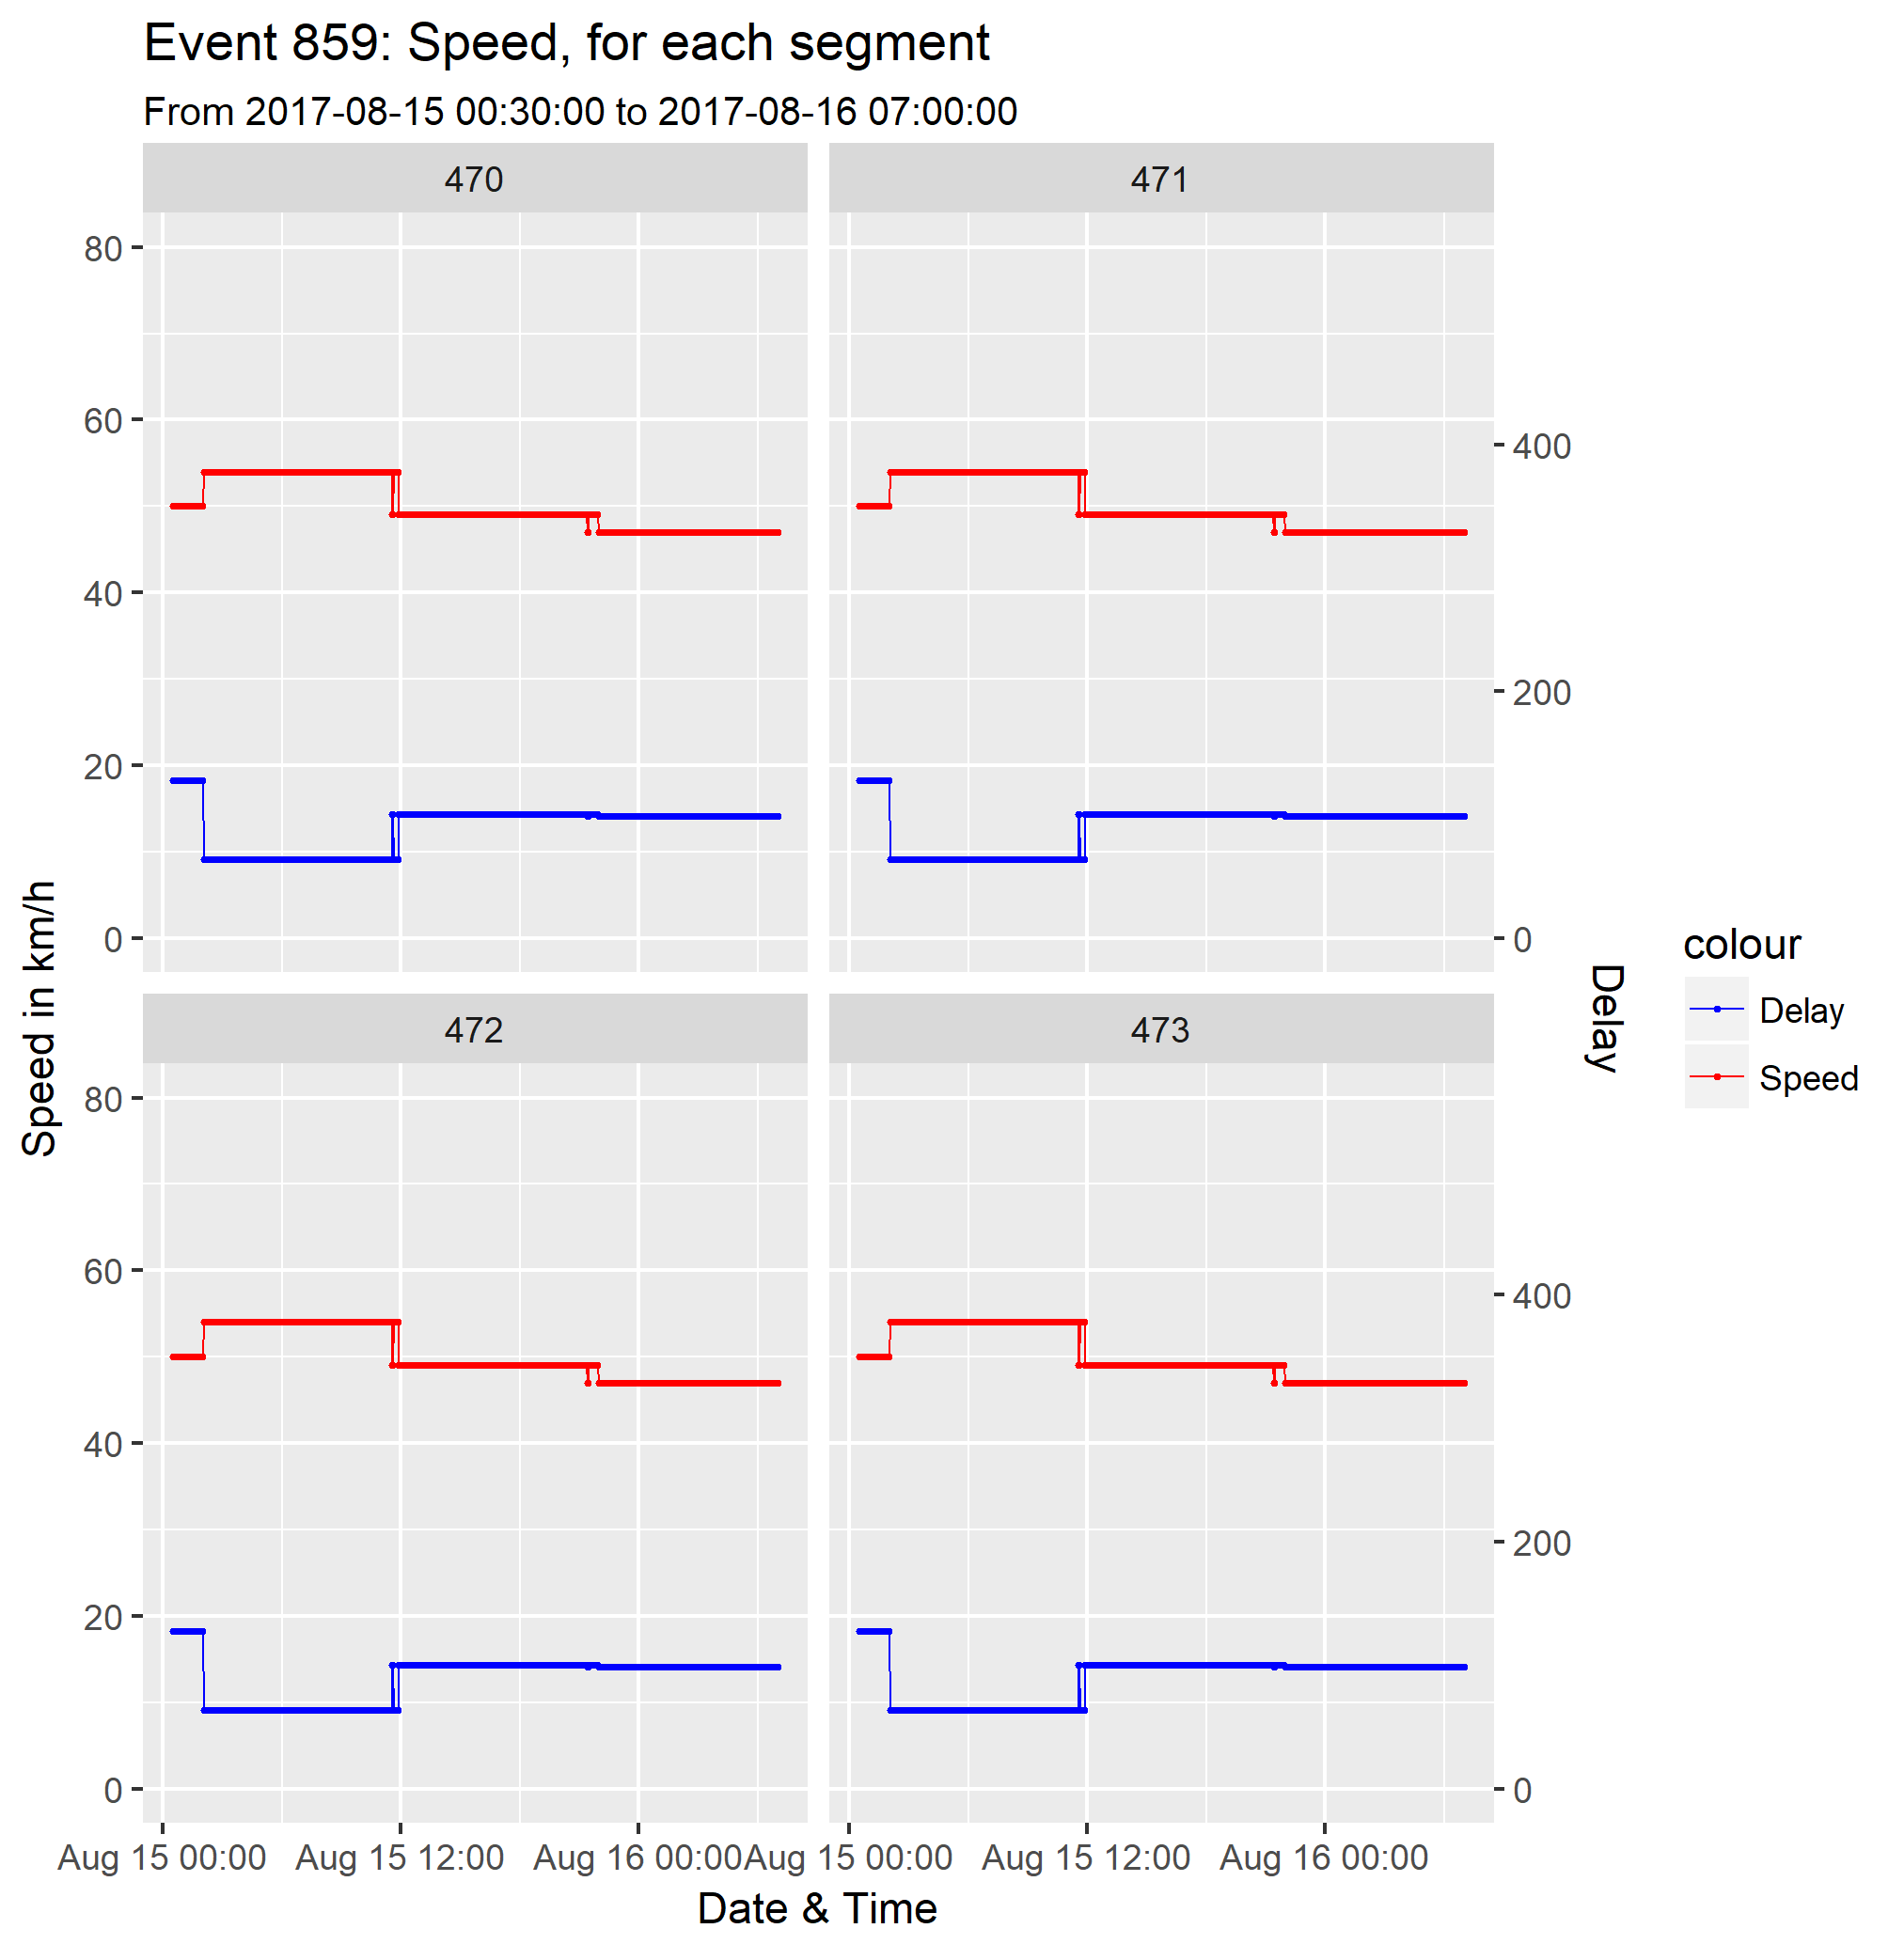 Event 859: Speed, for each segment
From 2017-08-15 00:30:00 to 2017-08-16 07:00:00
470
471
80
60
40
20
0
400
200
0
472
473
80
60
40
20
0
400
200
0
Aug 15 00:00
Aug 15 12:00
Aug 16 00:00
Aug 15 00:00
Aug 15 12:00
Aug 16 00:00
Date & Time
Speed in km/h
Delay
colour
Delay
Speed